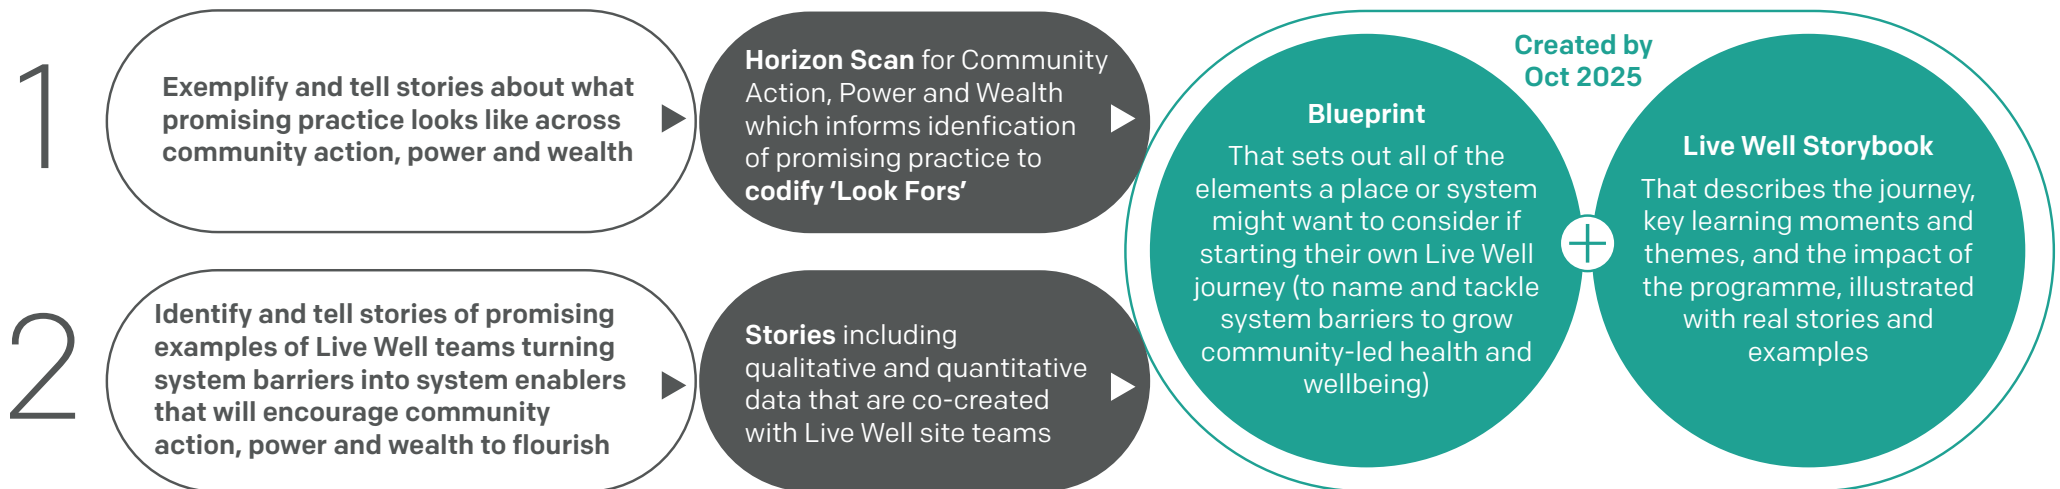 1
Exemplify and tell stories about what
promising practice looks like across
community action, power and wealth
Horizon Scan for Community
Action, Power and Wealth
which informs idenfication
of promising practice to
codify ‘Look Fors’
2
Identify and tell stories of promising
examples of Live Well teams turning
system barriers into system enablers
that will encourage community
action, power and wealth to flourish
Stories including
qualitative and quantitative
data that are co-created
with Live Well site teams
Created by
Oct 2025
Blueprint
That sets out all of the
elements a place or system
might want to consider if
starting their own Live Well
journey (to name and tackle
system barriers to grow
community-led health and
wellbeing)
Live Well Storybook
That describes the journey,
key learning moments and
themes, and the impact of
the programme, illustrated
with real stories and
examples